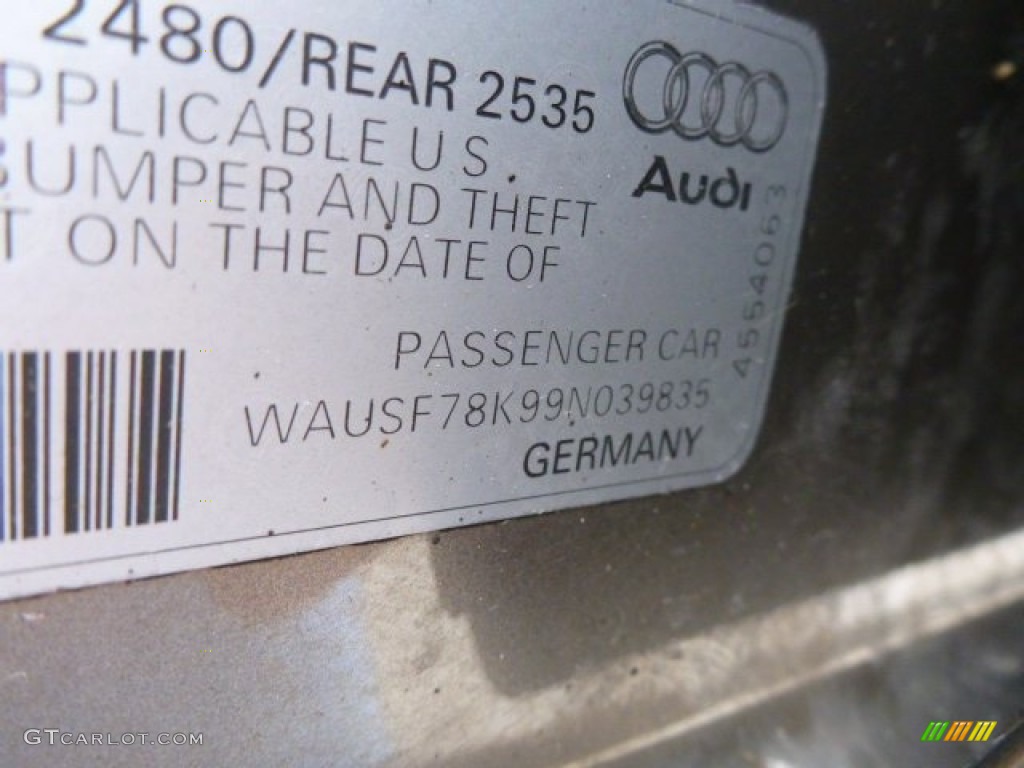 2480/REAR 2535
PPLICABLE U S.
BUMPER AND THEFT
T ON THE DATE OF
Audi
4554063
PASSENGER CAR
WAUSF78K99N039835
GERMANY
GTCARLOT.COM